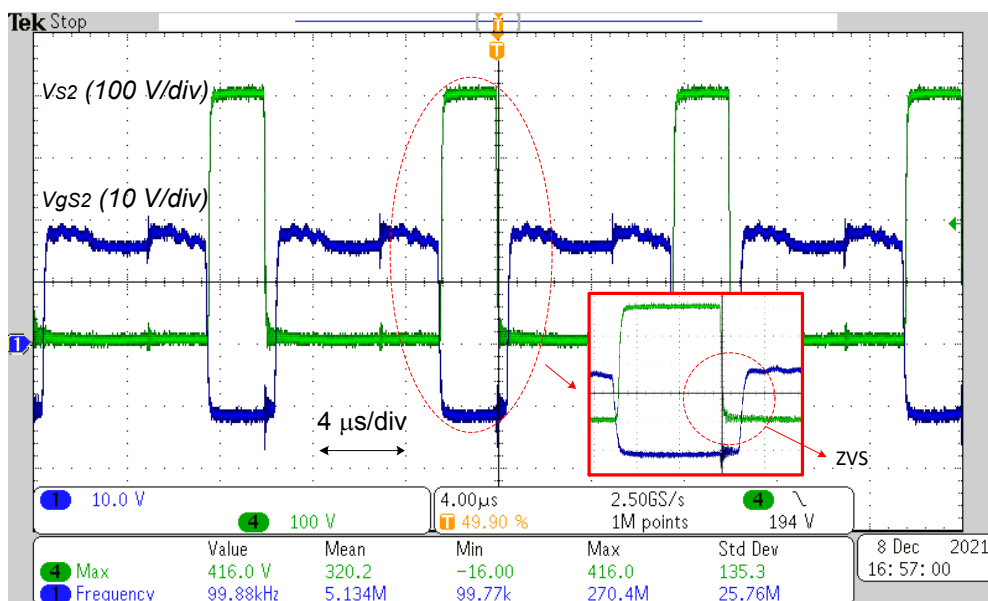 Tek Stop
T
T
VS2 (100 V/div)
VgS2 (10 V/div)
1
4 μs/div
ZVS
1 10.0 V
4 100 V
4.00μs 2.50GS/s 4 \
T 49.90 % 1M points 194 V
Value Mean Min Max Std Dev
4 Max 416.0 V 320.2 −16.00 416.0 135.3
1 Frequency 99.88kHz 5.134M 99.77k 270.4M 25.76M
8 Dec 2021
16:57:00